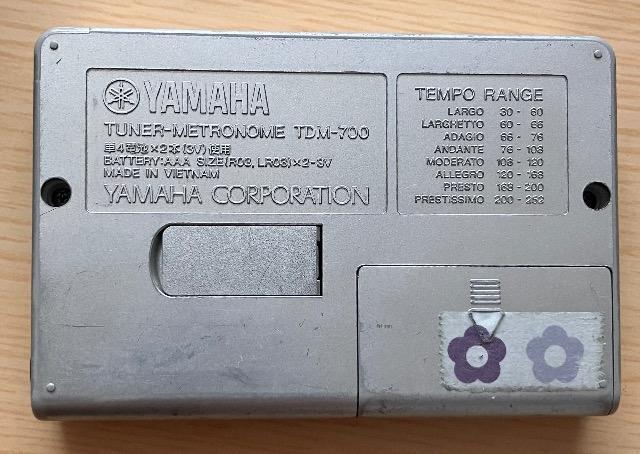 YAMAHA
TUNER-METRONOME TDM-700
単4電池×2本(3V)使用
BATTERY:AAA SIZE(R03, LR03)×2-3V
MADE IN VIETNAM
YAMAHA CORPORATION
TEMPO RANGE
LARGO 30 - 60
LARGHETTO 60 - 66
ADAGIO 66 - 76
ANDANTE 76 - 108
MODERATO 108 - 120
ALLEGRO 120 - 168
PRESTO 168 - 200
PRESTISSIMO 200 - 252